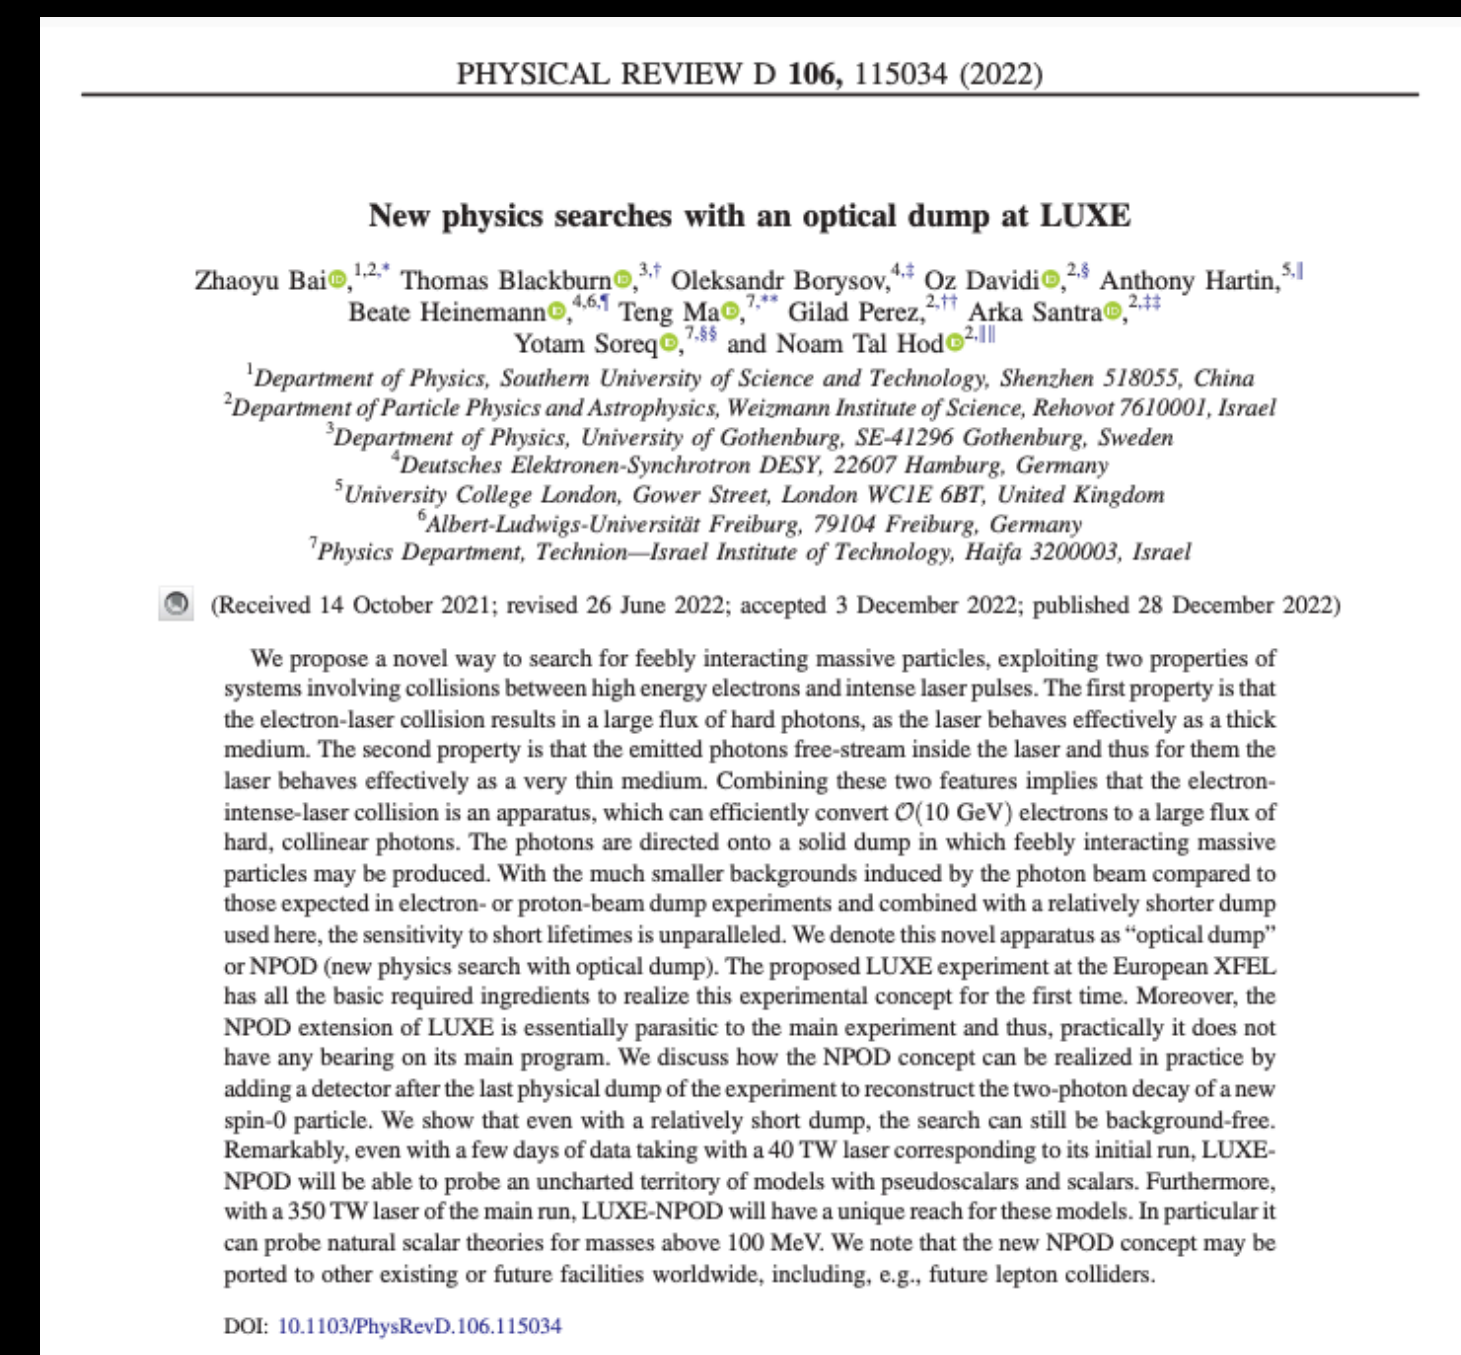 PHYSICAL REVIEW D 106, 115034 (2022)
New physics searches with an optical dump at LUXE
Zhaoyu Bai,1,2,* Thomas Blackburn,3,† Oleksandr Borysov,4,‡ Oz Davidi,2,§ Anthony Hartin,5,∥
Beate Heinemann,4,6,¶ Teng Ma,7,** Gilad Perez,2,†† Arka Santra,2,‡‡
Yotam Soreq,7,§§ and Noam Tal Hod2,∥∥
1Department of Physics, Southern University of Science and Technology, Shenzhen 518055, China
2Department of Particle Physics and Astrophysics, Weizmann Institute of Science, Rehovot 7610001, Israel
3Department of Physics, University of Gothenburg, SE-41296 Gothenburg, Sweden
4Deutsches Elektronen-Synchrotron DESY, 22607 Hamburg, Germany
5University College London, Gower Street, London WC1E 6BT, United Kingdom
6Albert-Ludwigs-Universität Freiburg, 79104 Freiburg, Germany
7Physics Department, Technion—Israel Institute of Technology, Haifa 3200003, Israel
(Received 14 October 2021; revised 26 June 2022; accepted 3 December 2022; published 28 December 2022)
We propose a novel way to search for feebly interacting massive particles, exploiting two properties of
systems involving collisions between high energy electrons and intense laser pulses. The first property is that
the electron-laser collision results in a large flux of hard photons, as the laser behaves effectively as a thick
medium. The second property is that the emitted photons free-stream inside the laser and thus for them the
laser behaves effectively as a very thin medium. Combining these two features implies that the electron-
intense-laser collision is an apparatus, which can efficiently convert 𝒪(10 GeV) electrons to a large flux of
hard, collinear photons. The photons are directed onto a solid dump in which feebly interacting massive
particles may be produced. With the much smaller backgrounds induced by the photon beam compared to
those expected in electron- or proton-beam dump experiments and combined with a relatively shorter dump
used here, the sensitivity to short lifetimes is unparalleled. We denote this novel apparatus as “optical dump”
or NPOD (new physics search with optical dump). The proposed LUXE experiment at the European XFEL
has all the basic required ingredients to realize this experimental concept for the first time. Moreover, the
NPOD extension of LUXE is essentially parasitic to the main experiment and thus, practically it does not
have any bearing on its main program. We discuss how the NPOD concept can be realized in practice by
adding a detector after the last physical dump of the experiment to reconstruct the two-photon decay of a new
spin-0 particle. We show that even with a relatively short dump, the search can still be background-free.
Remarkably, even with a few days of data taking with a 40 TW laser corresponding to its initial run, LUXE-
NPOD will be able to probe an uncharted territory of models with pseudoscalars and scalars. Furthermore,
with a 350 TW laser of the main run, LUXE-NPOD will have a unique reach for these models. In particular it
can probe natural scalar theories for masses above 100 MeV. We note that the new NPOD concept may be
ported to other existing or future facilities worldwide, including, e.g., future lepton colliders.
DOI: 10.1103/PhysRevD.106.115034